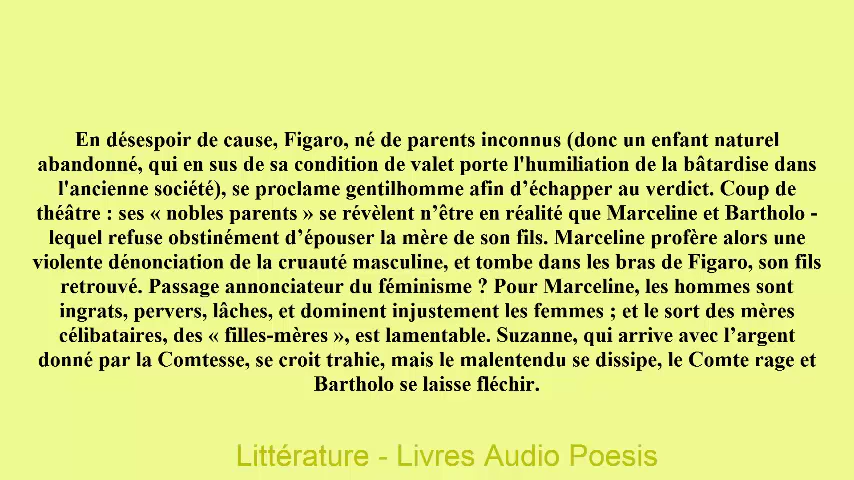 En désespoir de cause, Figaro, né de parents inconnus (donc un enfant naturel
abandonné, qui en sus de sa condition de valet porte l'humiliation de la bâtardise dans
l'ancienne société), se proclame gentilhomme afin d’échapper au verdict. Coup de
théâtre : ses « nobles parents » se révèlent n’être en réalité que Marceline et Bartholo -
lequel refuse obstinément d’épouser la mère de son fils. Marceline profère alors une
violente dénonciation de la cruauté masculine, et tombe dans les bras de Figaro, son fils
retrouvé. Passage annonciateur du féminisme ? Pour Marceline, les hommes sont
ingrats, pervers, lâches, et dominent injustement les femmes ; et le sort des mères
célibataires, des « filles-mères », est lamentable. Suzanne, qui arrive avec l’argent
donné par la Comtesse, se croit trahie, mais le malentendu se dissipe, le Comte rage et
Bartholo se laisse fléchir.
Littérature - Livres Audio Poesis